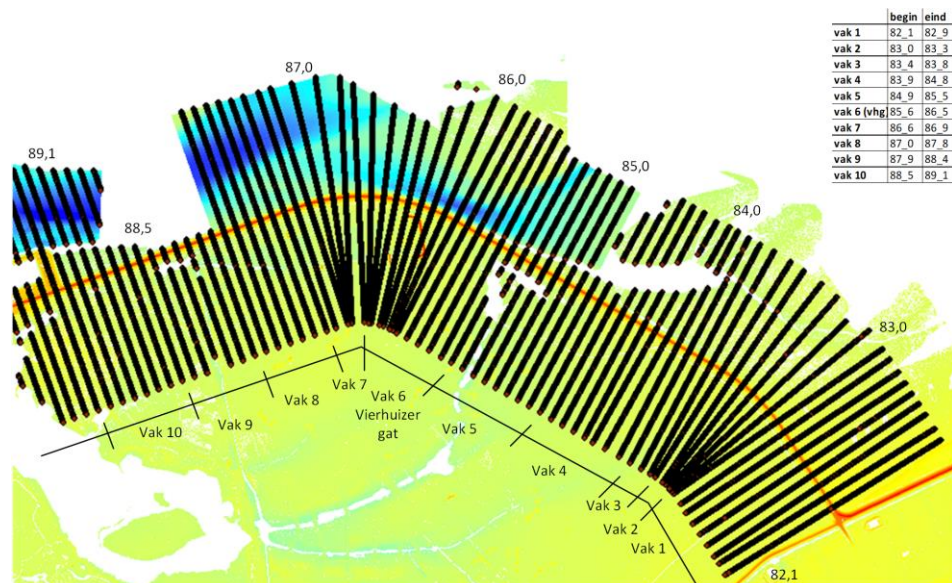 begin eind
vak 1 82_1 82_9
vak 2 83_0 83_3
vak 3 83_4 83_8
vak 4 83_9 84_8
vak 5 84_9 85_5
vak 6 (vhg) 85_6 86_5
vak 7 86_6 86_9
vak 8 87_0 87_8
vak 9 87_9 88_4
vak 10 88_5 89_1
87,0
86,0
89,1
85,0
84,0
88,5
83,0
Vak 7
Vak 6
Vierhuizer
gat
Vak 8
Vak 9
Vak 10
Vak 5
Vak 4
Vak 3
Vak 2
Vak 1
82,1